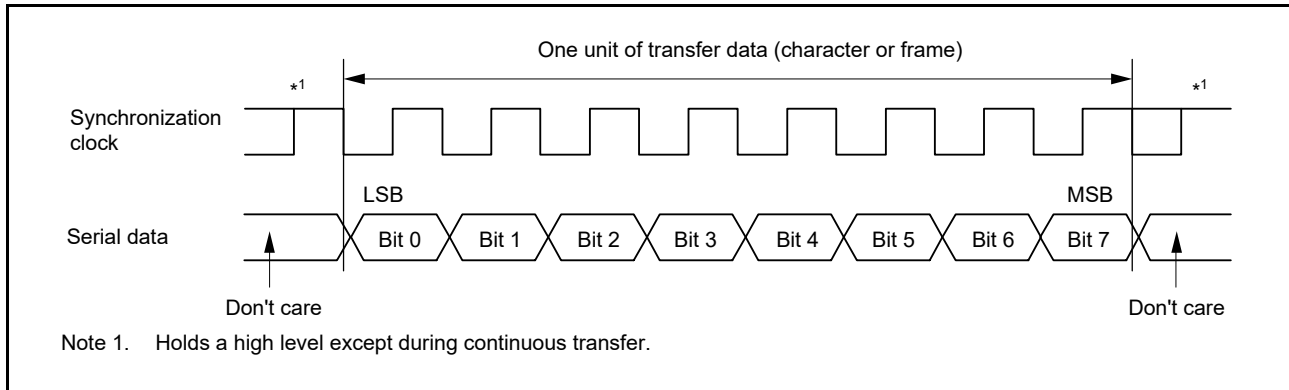 One unit of transfer data (character or frame)
*1 *1
Synchronization
clock
LSB MSB
Serial data Bit 0 Bit 1 Bit 2 Bit 3 Bit 4 Bit 5 Bit 6 Bit 7
Don't care Don't care
Note 1. Holds a high level except during continuous transfer.